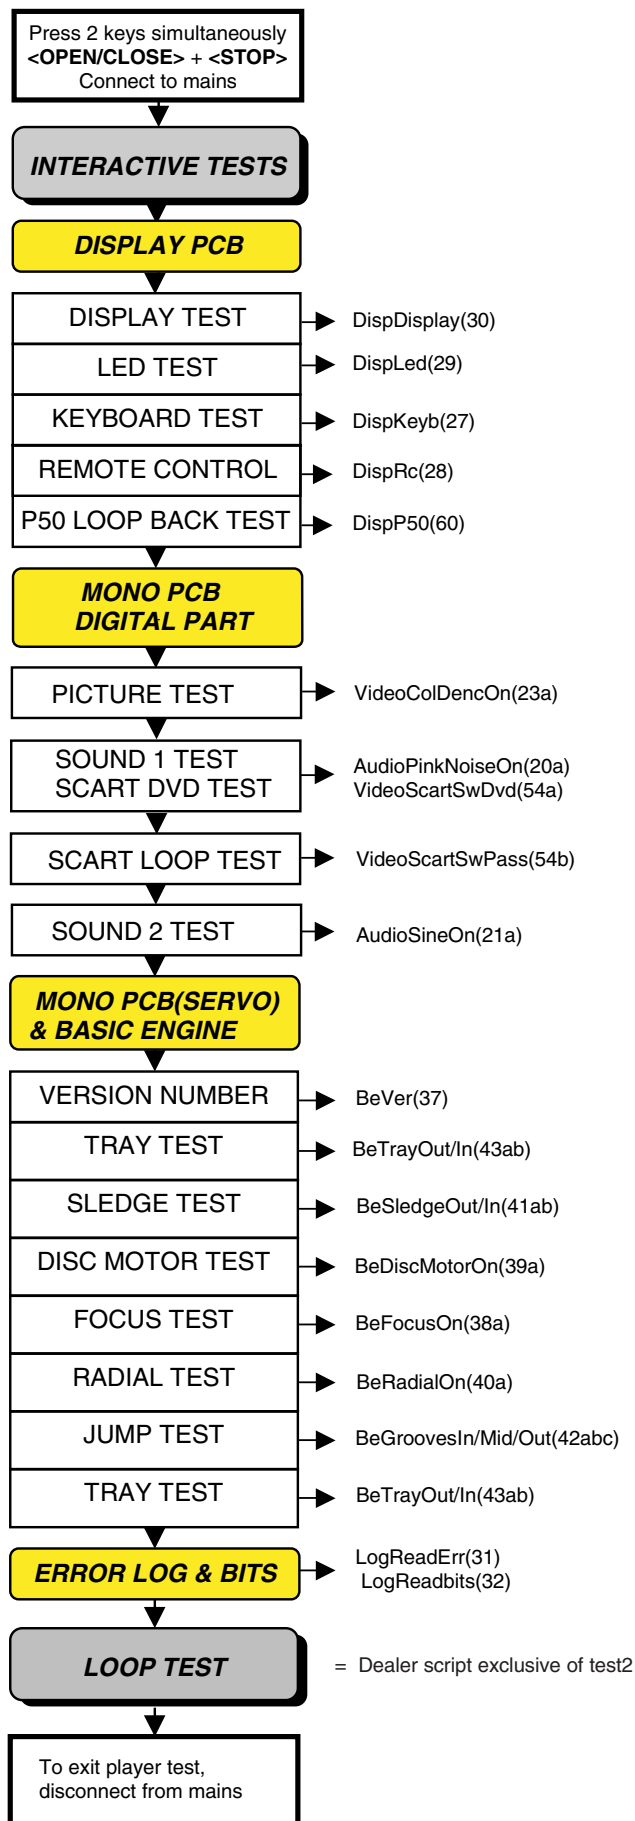 Press 2 keys simultaneously
<OPEN/CLOSE> + <STOP>
Connect to mains
INTERACTIVE TESTS
DISPLAY PCB
DISPLAY TEST
DispDisplay(30)
LED TEST
DispLed(29)
KEYBOARD TEST
DispKeyb(27)
REMOTE CONTROL
DispRc(28)
P50 LOOP BACK TEST
DispP50(60)
MONO PCB
DIGITAL PART
PICTURE TEST
VideoColDencOn(23a)
SOUND 1 TEST
SCART DVD TEST
AudioPinkNoiseOn(20a)
VideoScartSwDvd(54a)
SCART LOOP TEST
VideoScartSwPass(54b)
SOUND 2 TEST
AudioSineOn(21a)
MONO PCB(SERVO)
& BASIC ENGINE
VERSION NUMBER
BeVer(37)
TRAY TEST
BeTrayOut/In(43ab)
SLEDGE TEST
BeSledgeOut/In(41ab)
DISC MOTOR TEST
BeDiscMotorOn(39a)
FOCUS TEST
BeFocusOn(38a)
RADIAL TEST
BeRadialOn(40a)
JUMP TEST
BeGroovesIn/Mid/Out(42abc)
TRAY TEST
BeTrayOut/In(43ab)
ERROR LOG & BITS
LogReadErr(31)
LogReadbits(32)
LOOP TEST
= Dealer script exclusive of test2
To exit player test,
disconnect from mains